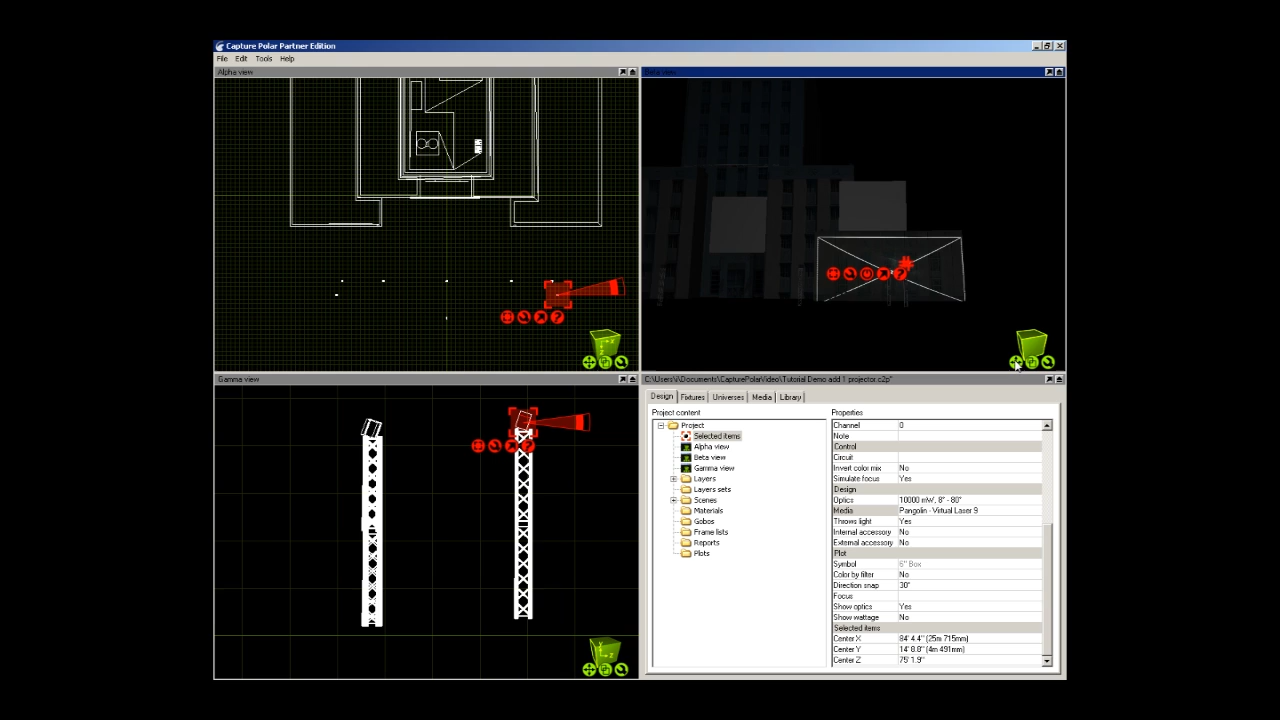 Capture Polar Partner Edition
File Edit Tools Help
Alpha view
Beta view
Gamma view
C:\Users\i\Documents\CapturePolarVideo\Tutorial Demo add 1 projector.c2p*
Design Fixtures Universes Media Library
Project content
Project
Selected items
Alpha view
Beta view
Gamma view
Layers
Layers sets
Scenes
Materials
Gobos
Frame lists
Reports
Plots
Properties
Channel 0
Note
Control
Circuit
Invert color mix No
Simulate focus Yes
Design
Optics 10000 mW, 8° - 80°
Media Pangolin - Virtual Laser 9
Throws light Yes
Internal accessory No
External accessory No
Plot
Symbol 6" Box
Color by filter No
Direction snap 30°
Focus
Show optics Yes
Show wattage No
Selected items
Center X 84' 4.4" (25m 715mm)
Center Y 14' 8.8" (4m 491mm)
Center Z 75' 1.9"